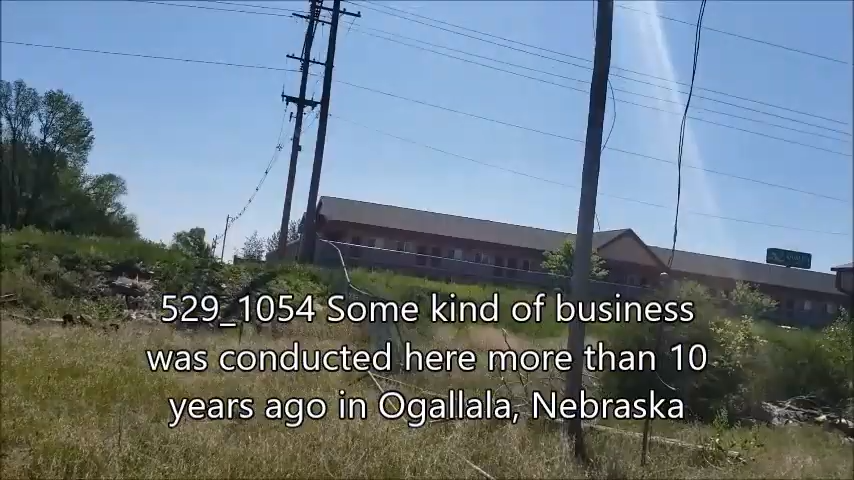 529_1054 Some kind of business
was conducted here more than 10
years ago in Ogallala, Nebraska